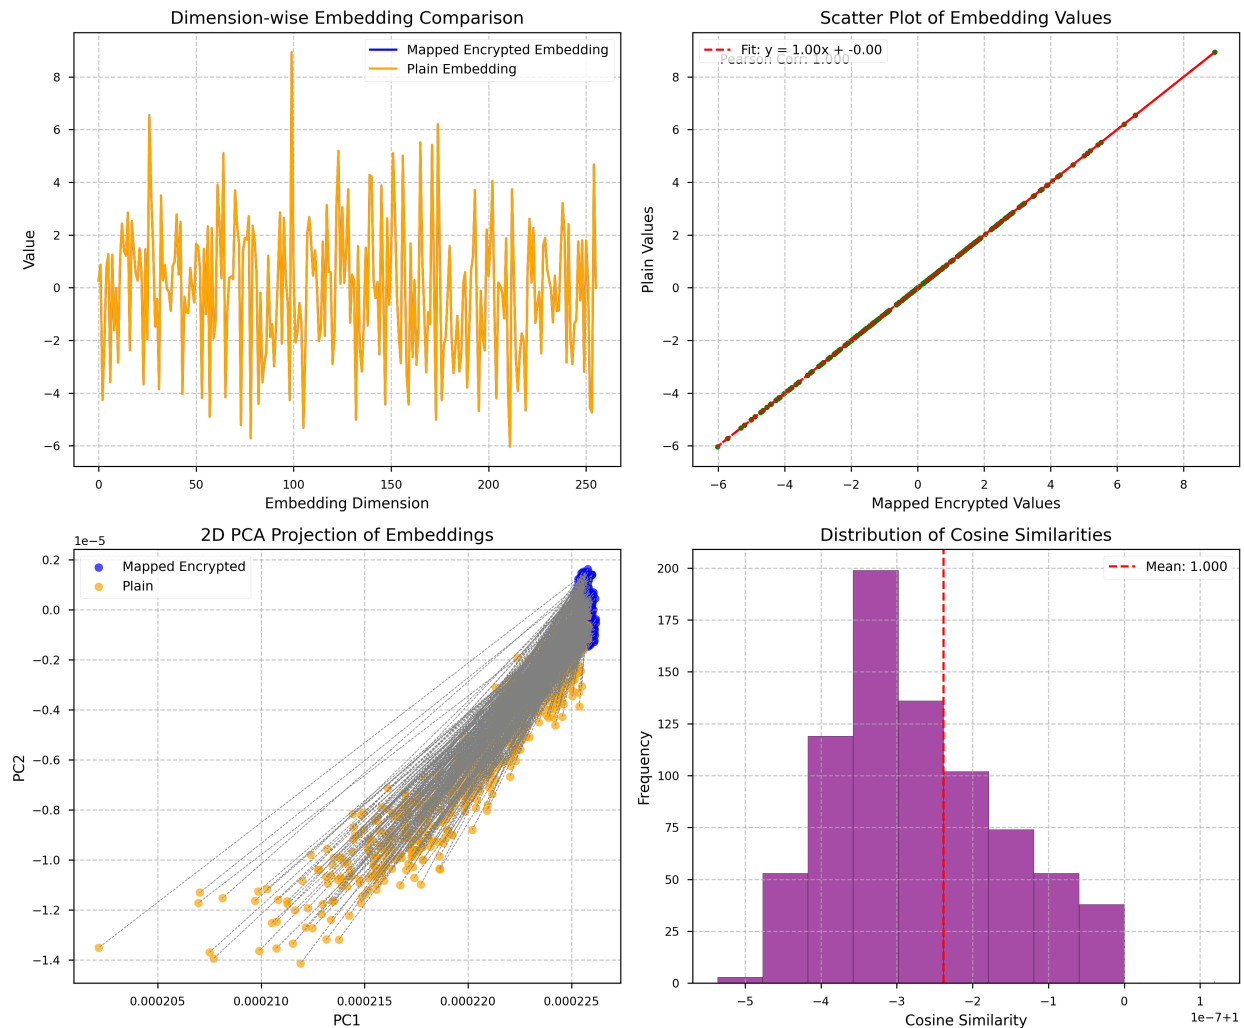 Dimension-wise Embedding Comparison
Mapped Encrypted Embedding
Plain Embedding
8
6
4
2
0
−2
−4
−6
Value
0 50 100 150 200 250
Embedding Dimension
Scatter Plot of Embedding Values
Fit: y = 1.00x + -0.00
Pearson Corr: 1.000
8
6
4
2
0
−2
−4
−6
Plain Values
−6 −4 −2 0 2 4 6 8
Mapped Encrypted Values
2D PCA Projection of Embeddings
1e−5
Mapped Encrypted
Plain
0.2
0.0
−0.2
−0.4
−0.6
−0.8
−1.0
−1.2
−1.4
PC2
0.000205 0.000210 0.000215 0.000220 0.000225
PC1
Distribution of Cosine Similarities
Mean: 1.000
200
175
150
125
100
75
50
25
0
Frequency
−5 −4 −3 −2 −1 0 1
1e−7+1
Cosine Similarity